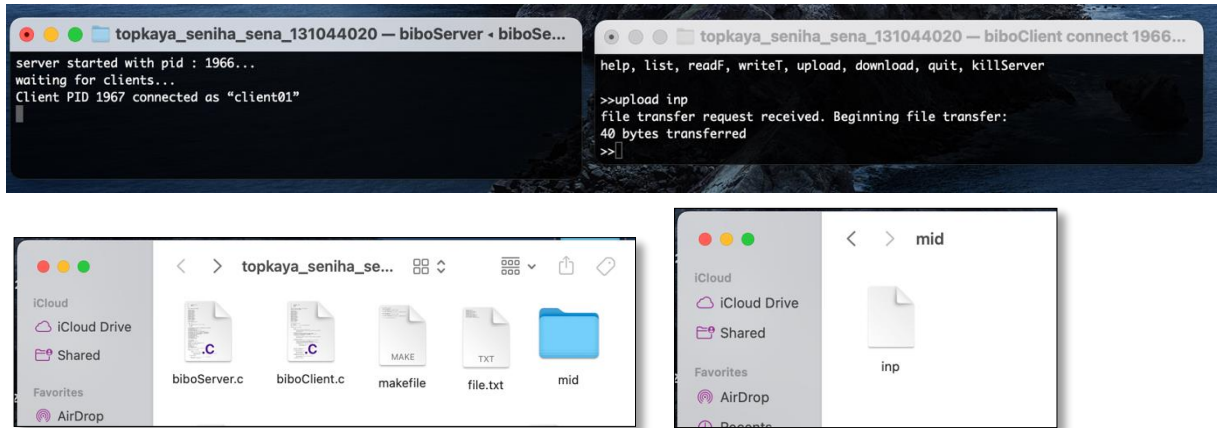 topkaya_seniha_sena_131044020 — biboServer ◂ biboSe...
server started with pid : 1966...
waiting for clients...
Client PID 1967 connected as “client01”
topkaya_seniha_sena_131044020 — biboClient connect 1966...
help, list, readF, writeT, upload, download, quit, killServer
>>upload inp
file transfer request received. Beginning file transfer:
40 bytes transferred
>>
topkaya_seniha_se...
iCloud
iCloud Drive
Shared
Favorites
AirDrop
.C
.C
MAKE
TXT
biboServer.c
biboClient.c
makefile
file.txt
mid
mid
iCloud
iCloud Drive
Shared
Favorites
AirDrop
Recents
inp